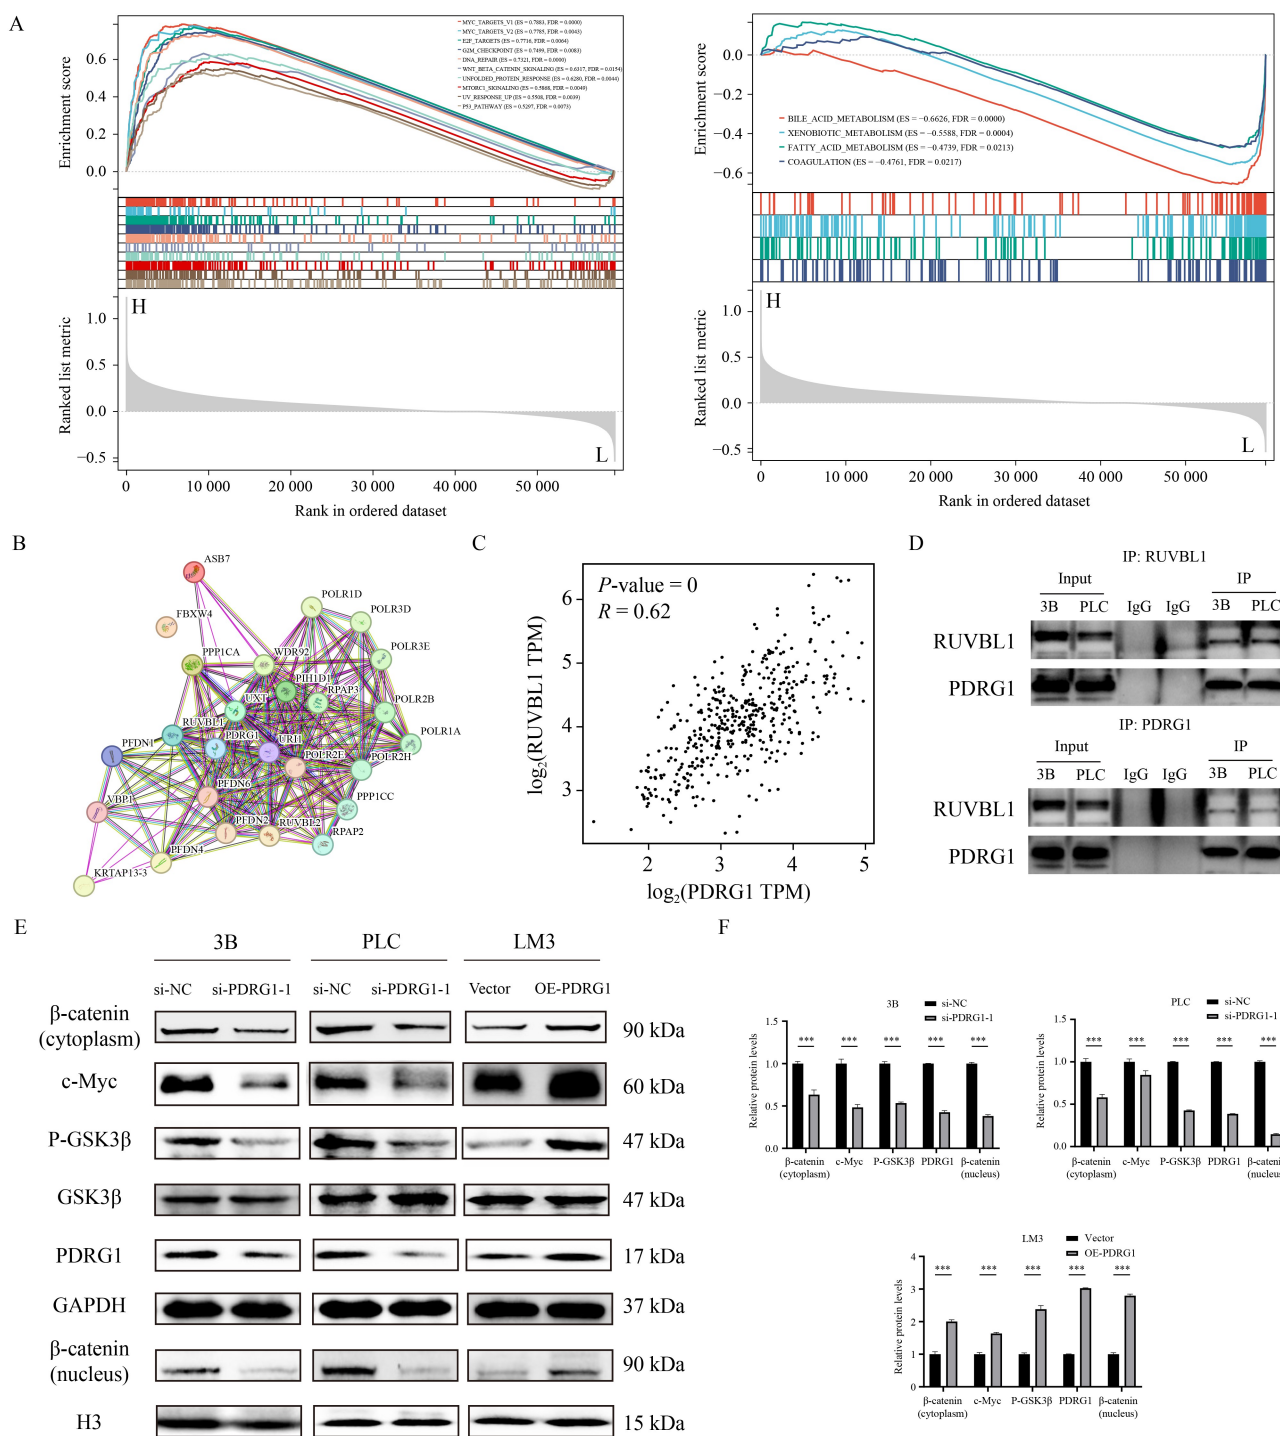 A
Enrichment score
0.6
0.4
0.2
0.0
MYC_TARGETS_V1 (ES = 0.7883, FDR = 0.0000)
MYC_TARGETS_V2 (ES = 0.7785, FDR = 0.0043)
E2F_TARGETS (ES = 0.7716, FDR = 0.0064)
G2M_CHECKPOINT (ES = 0.7499, FDR = 0.0083)
DNA_REPAIR (ES = 0.7321, FDR = 0.0000)
WNT_BETA_CATENIN_SIGNALING (ES = 0.6317, FDR = 0.0154)
UNFOLDED_PROTEIN_RESPONSE (ES = 0.6280, FDR = 0.0044)
MTORC1_SIGNALING (ES = 0.5868, FDR = 0.0049)
UV_RESPONSE_UP (ES = 0.5508, FDR = 0.0039)
P53_PATHWAY (ES = 0.5297, FDR = 0.0073)
Ranked list metric
1.0
0.5
0.0
−0.5
H
L
0
10 000
20 000
30 000
40 000
50 000
Rank in ordered dataset
Enrichment score
0.0
−0.2
−0.4
−0.6
BILE_ACID_METABOLISM (ES = −0.6626, FDR = 0.0000)
XENOBIOTIC_METABOLISM (ES = −0.5588, FDR = 0.0004)
FATTY_ACID_METABOLISM (ES = −0.4739, FDR = 0.0213)
COAGULATION (ES = −0.4761, FDR = 0.0217)
Ranked list metric
1.0
0.5
0.0
−0.5
H
L
0
10 000
20 000
30 000
40 000
50 000
Rank in ordered dataset
B
ASB7
FBXW4
POLR1D
POLR3D
PPP1CA
WDR92
POLR3E
PIH1D1
RPAP3
UXT
POLR2B
RUVBL1
POLR1A
PFDN1
PDRG1
URI1
POLR2E
POLR2H
PFDN6
VBP1
PPP1CC
PFDN2
RUVBL2
RPAP2
PFDN4
KRTAP13-3
C
P-value = 0
R = 0.62
log2(RUVBL1 TPM)
6
5
4
3
2
3
4
5
log2(PDRG1 TPM)
D
IP: RUVBL1
Input
IP
3B
PLC
IgG
IgG
3B
PLC
RUVBL1
PDRG1
IP: PDRG1
Input
IP
3B
PLC
IgG
IgG
3B
PLC
RUVBL1
PDRG1
E
3B
PLC
LM3
si-NC
si-PDRG1-1
si-NC
si-PDRG1-1
Vector
OE-PDRG1
β-catenin
(cytoplasm)
90 kDa
c-Myc
60 kDa
P-GSK3β
47 kDa
GSK3β
47 kDa
PDRG1
17 kDa
GAPDH
37 kDa
β-catenin
(nucleus)
90 kDa
H3
15 kDa
F
3B
si-NC
si-PDRG1-1
Relative protein levels
1.5
1.0
0.5
0.0
***
***
***
***
***
β-catenin
(cytoplasm)
c-Myc
P-GSK3β
PDRG1
β-catenin
(nucleus)
PLC
si-NC
si-PDRG1-1
Relative protein levels
1.5
1.0
0.5
0.0
***
***
***
***
***
β-catenin
(cytoplasm)
c-Myc
P-GSK3β
PDRG1
β-catenin
(nucleus
LM3
Vector
OE-PDRG1
Relative protein levels
4
3
2
1
0
***
***
***
***
***
β-catenin
(cytoplasm)
c-Myc
P-GSK3β
PDRG1
β-catenin
(nucleus)